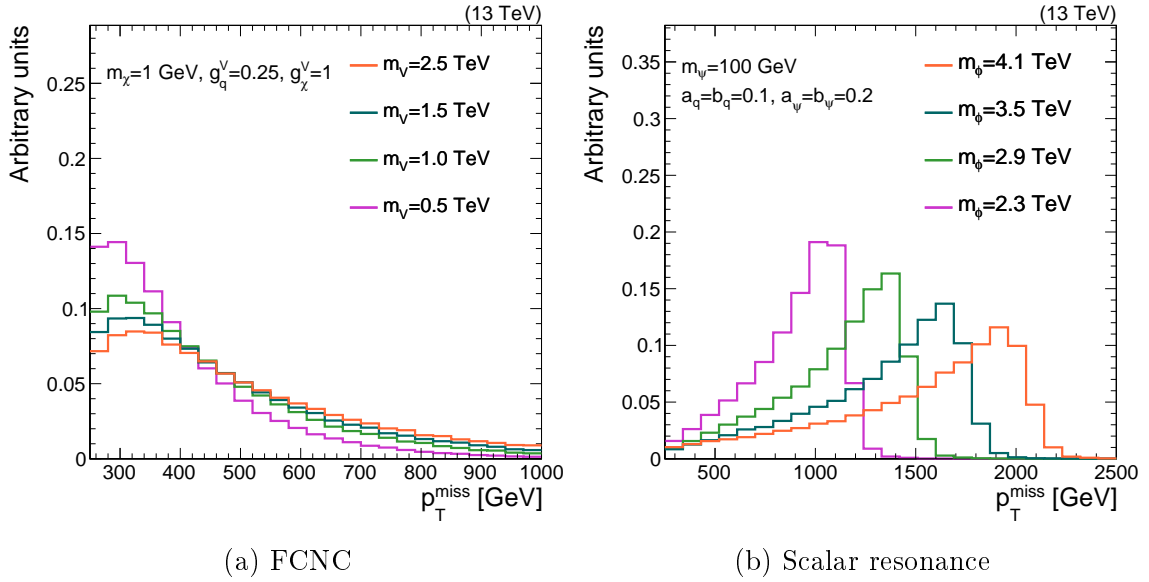 (13 TeV)
Arbitrary units
0.25
0.2
0.15
0.1
0.05
0
m_χ=1 GeV, g_q^V=0.25, g_χ^V=1
m_V=2.5 TeV
m_V=1.5 TeV
m_V=1.0 TeV
m_V=0.5 TeV
300 400 500 600 700 800 900 1000
p_T^miss [GeV]
(a) FCNC
(13 TeV)
Arbitrary units
0.35
0.3
0.25
0.2
0.15
0.1
0.05
0
m_ψ=100 GeV
a_q=b_q=0.1, a_ψ=b_ψ=0.2
m_ϕ=4.1 TeV
m_ϕ=3.5 TeV
m_ϕ=2.9 TeV
m_ϕ=2.3 TeV
500 1000 1500 2000 2500
p_T^miss [GeV]
(b) Scalar resonance